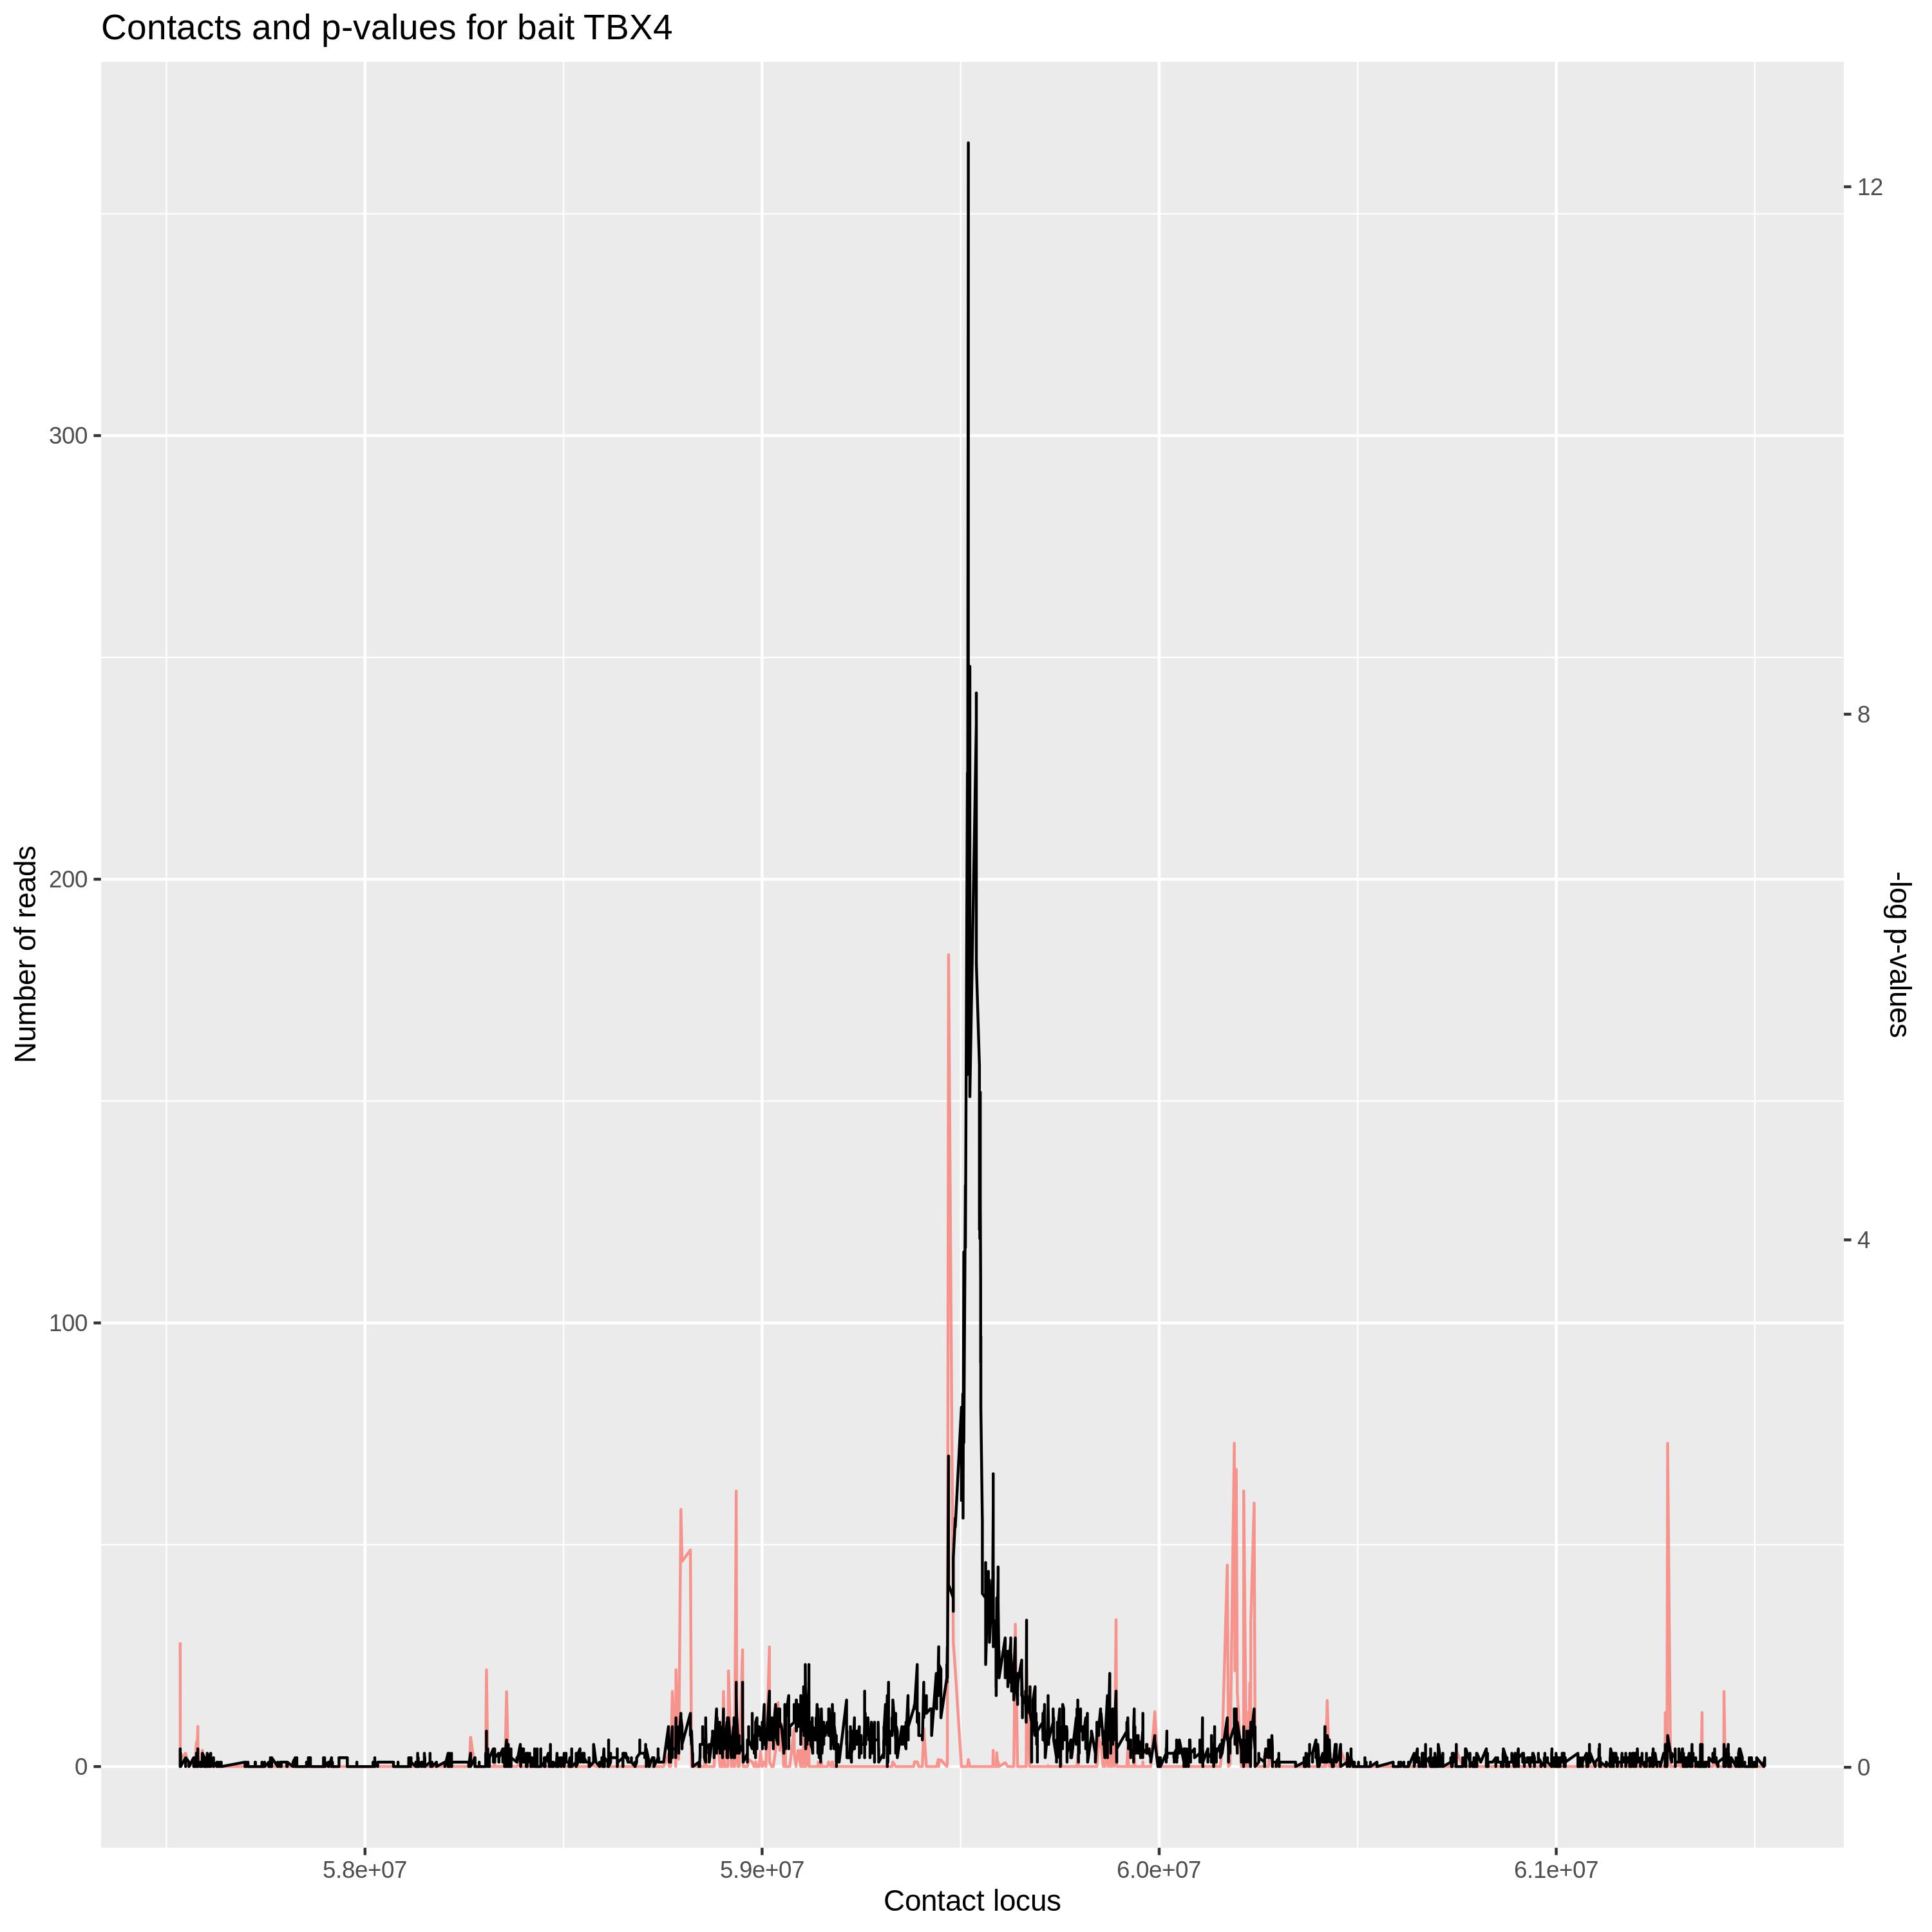 Contacts and p-values for bait TBX4
Number of reads
300
200
100
0
12
8
4
0
-log p-values
5.8e+07
5.9e+07
6.0e+07
6.1e+07
Contact locus